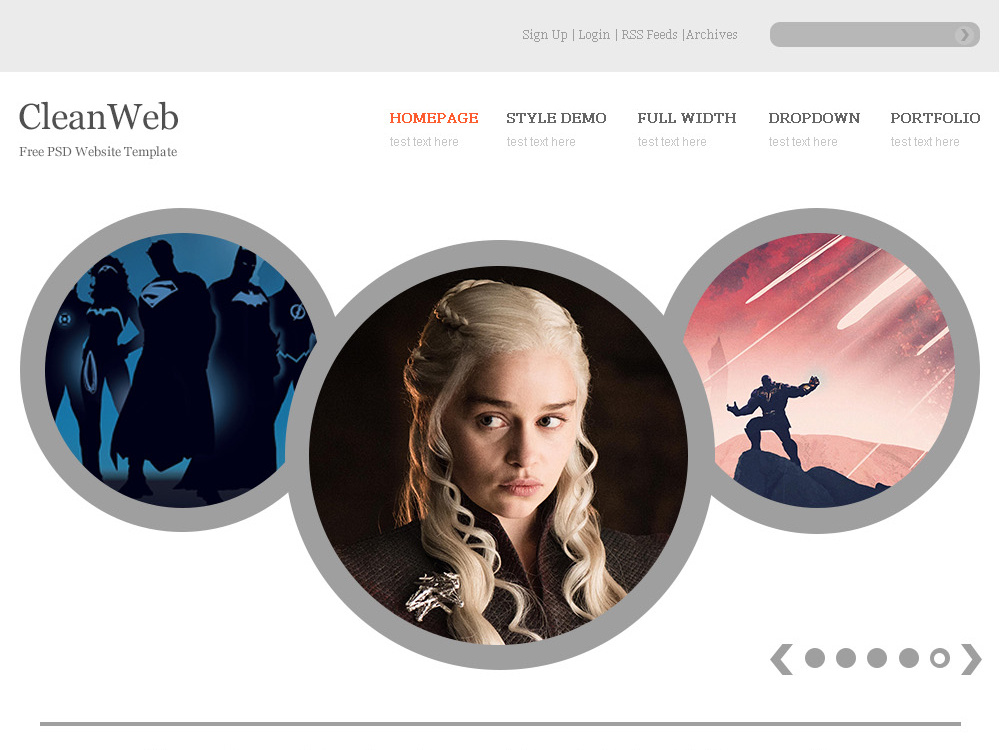 Sign Up | Login | RSS Feeds |Archives
CleanWeb
Free PSD Website Template
HOMEPAGE STYLE DEMO FULL WIDTH DROPDOWN PORTFOLIO
test text here test text here test text here test text here test text here